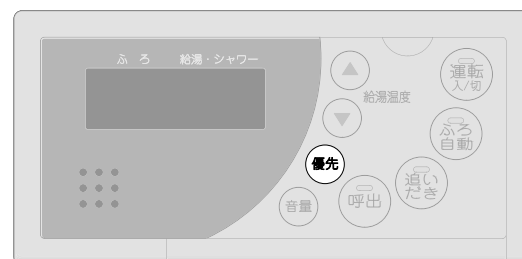 ふろ 給湯・シャワー
運転
入/切
給湯温度
ふろ
自動
優先
追い
だき
呼出
音量